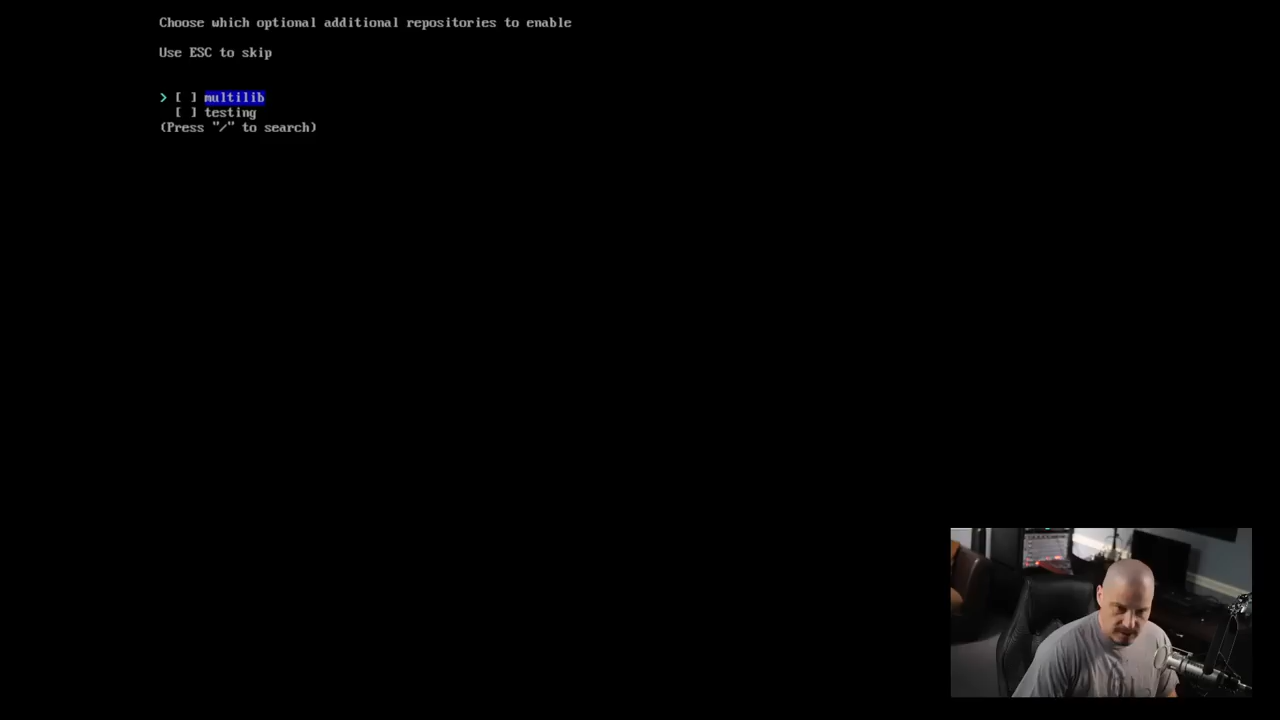 Choose which optional additional repositories to enable
Use ESC to skip
> [ ] multilib
[ ] testing
(Press "/" to search)